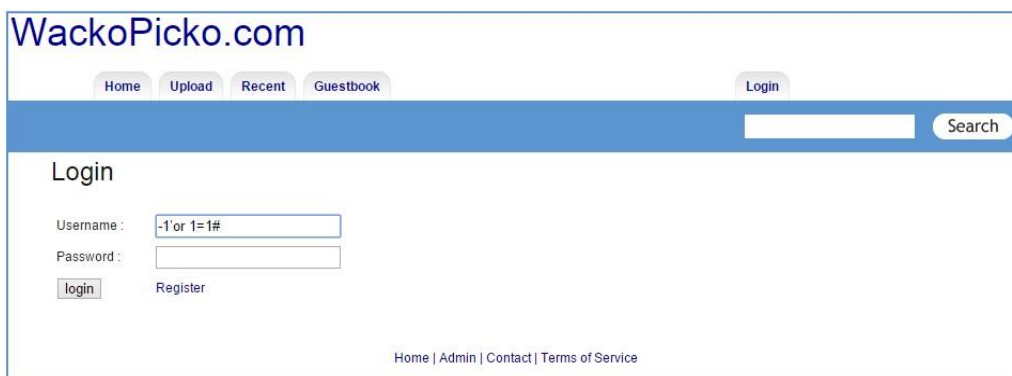 WackoPicko.com
Home Upload Recent Guestbook Login
Search
Login
Username : -1'or 1=1#
Password :
login Register
Home | Admin | Contact | Terms of Service